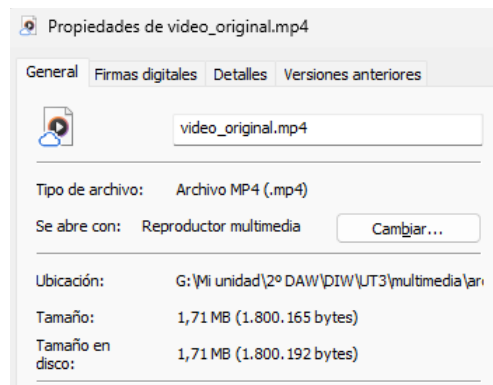 Propiedades de video_original.mp4
General Firmas digitales Detalles Versiones anteriores
video_original.mp4
Tipo de archivo: Archivo MP4 (.mp4)
Se abre con: Reproductor multimedia Cambiar...
Ubicación: G:\Mi unidad\2º DAW\DIW\UT3\multimedia\ar
Tamaño: 1,71 MB (1.800.165 bytes)
Tamaño en disco: 1,71 MB (1.800.192 bytes)